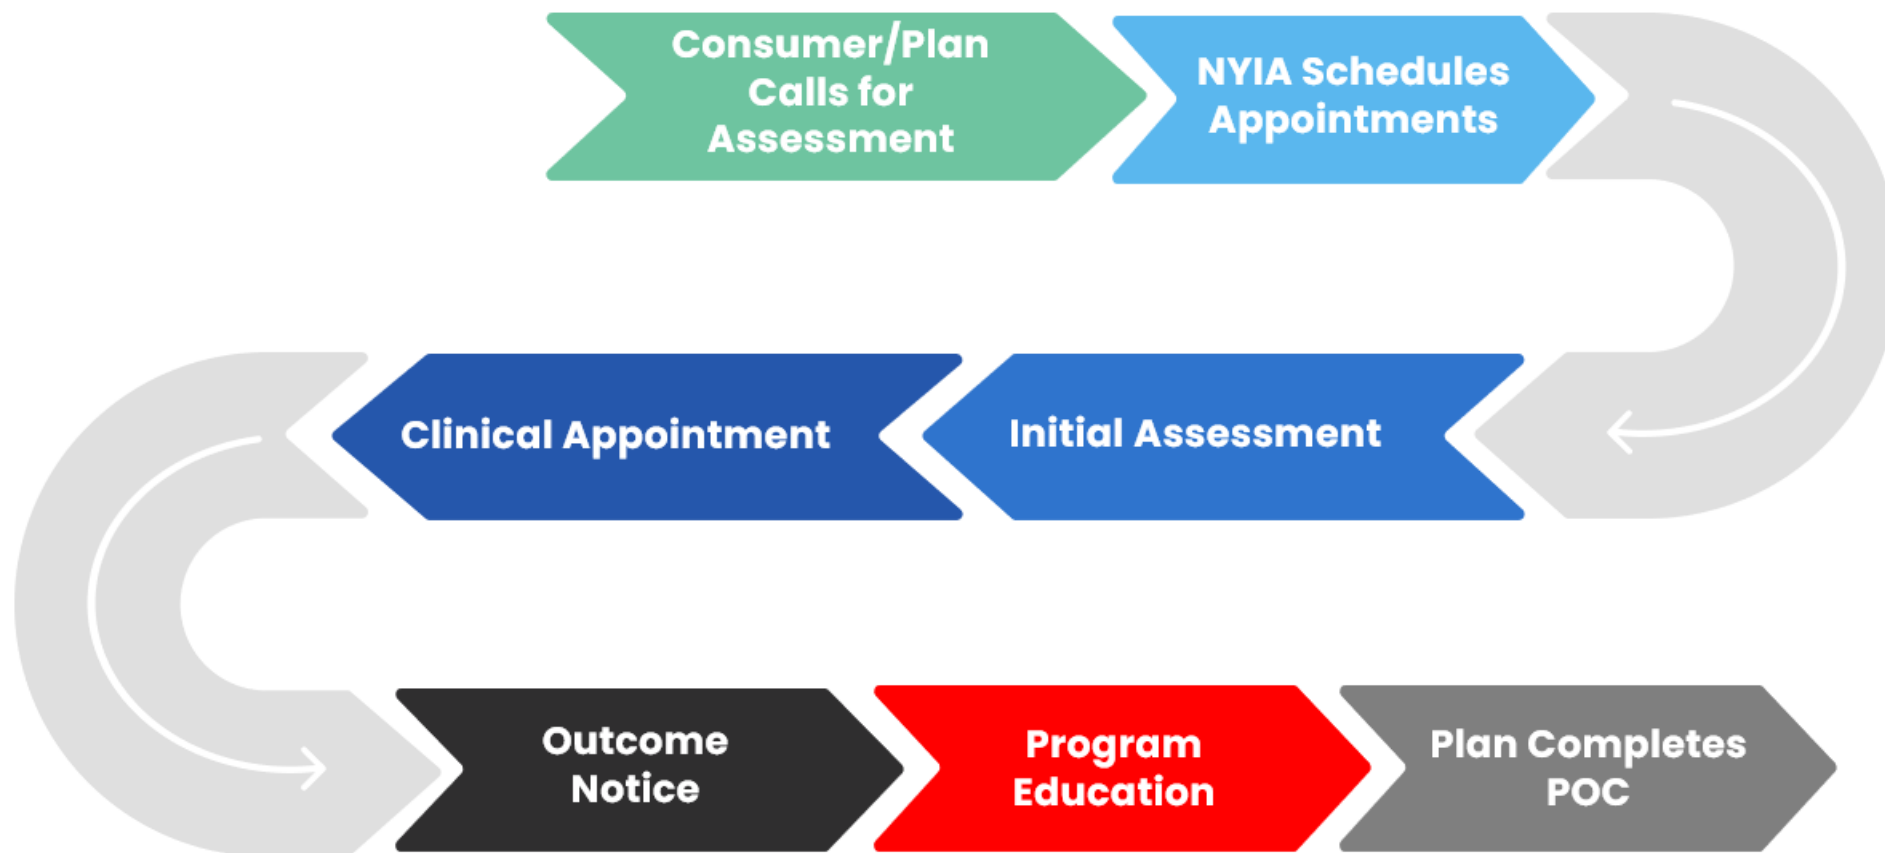 Consumer/Plan
Calls for
Assessment
NYIA Schedules
Appointments
Initial Assessment
Clinical Appointment
Outcome
Notice
Program
Education
Plan Completes
POC